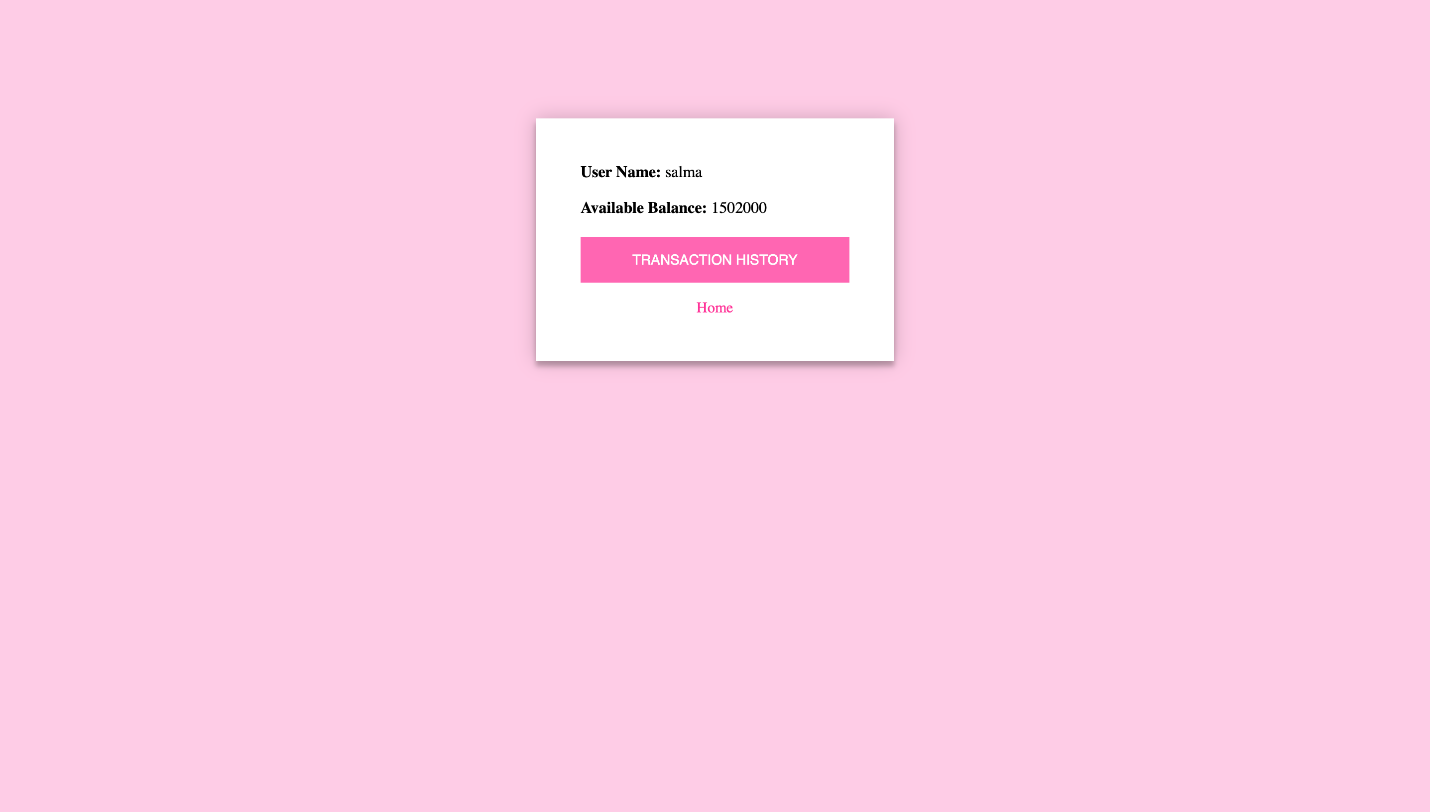 User Name: salma
Available Balance: 1502000
TRANSACTION HISTORY
Home